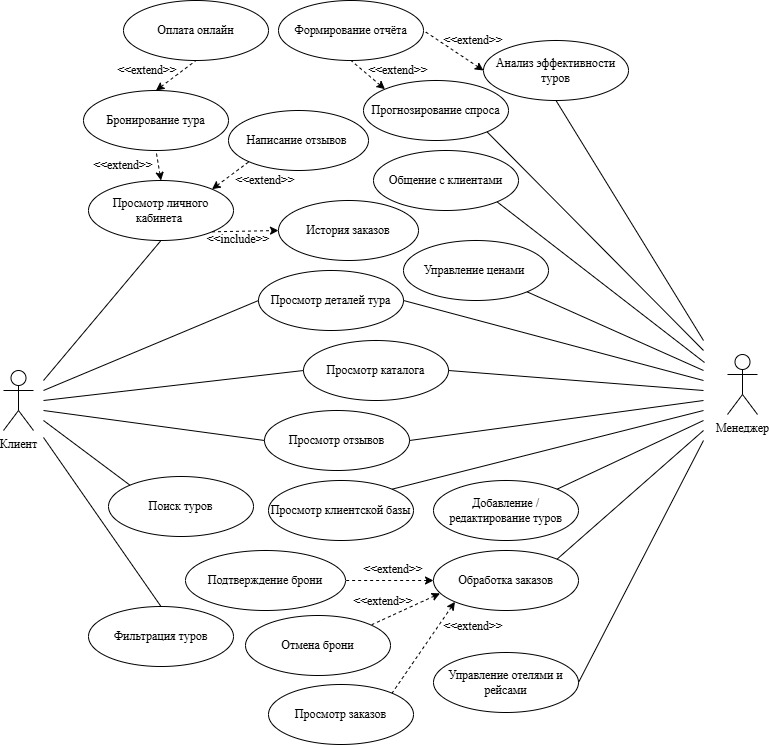 Оплата онлайн
Формирование отчёта
<<extend>>
Анализ эффективности
туров
<<extend>>
<<extend>>
Бронирование тура
Прогнозирование спроса
Написание отзывов
<<extend>>
Общение с клиентами
<<extend>>
Просмотр личного
кабинета
История заказов
<<include>>
Управление ценами
Просмотр деталей тура
Просмотр каталога
Клиент
Менеджер
Просмотр отзывов
Поиск туров
Просмотр клиентской базы
Добавление /
редактирование туров
Подтверждение брони
<<extend>>
Обработка заказов
<<extend>>
<<extend>>
Фильтрация туров
Отмена брони
Управление отелями и
рейсами
Просмотр заказов